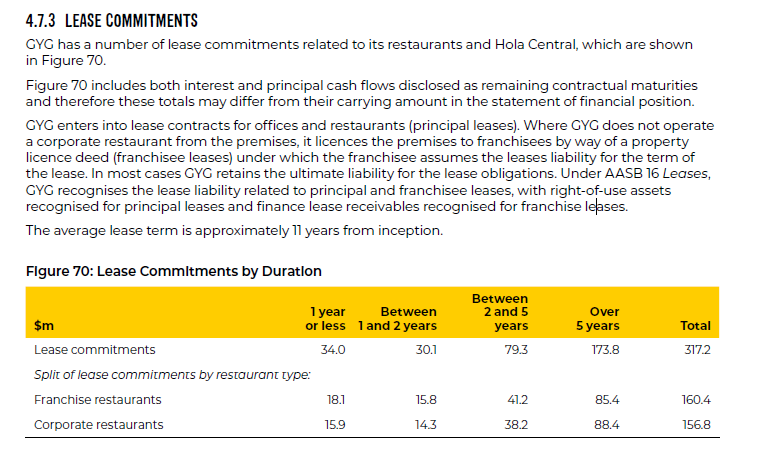 4.7.3 LEASE COMMITMENTS
GYG has a number of lease commitments related to its restaurants and Hola Central, which are shown
in Figure 70.
Figure 70 includes both interest and principal cash flows disclosed as remaining contractual maturities
and therefore these totals may differ from their carrying amount in the statement of financial position.
GYG enters into lease contracts for offices and restaurants (principal leases). Where GYG does not operate
a corporate restaurant from the premises, it licences the premises to franchisees by way of a property
licence deed (franchisee leases) under which the franchisee assumes the leases liability for the term of
the lease. In most cases GYG retains the ultimate liability for the lease obligations. Under AASB 16 Leases,
GYG recognises the lease liability related to principal and franchisee leases, with right-of-use assets
recognised for principal leases and finance lease receivables recognised for franchise leases.
The average lease term is approximately 11 years from inception.
Figure 70: Lease Commitments by Duration
$m 1 year or less Between 1 and 2 years Between 2 and 5 years Over 5 years Total
Lease commitments 34.0 30.1 79.3 173.8 317.2
Split of lease commitments by restaurant type:
Franchise restaurants 18.1 15.8 41.2 85.4 160.4
Corporate restaurants 15.9 14.3 38.2 88.4 156.8